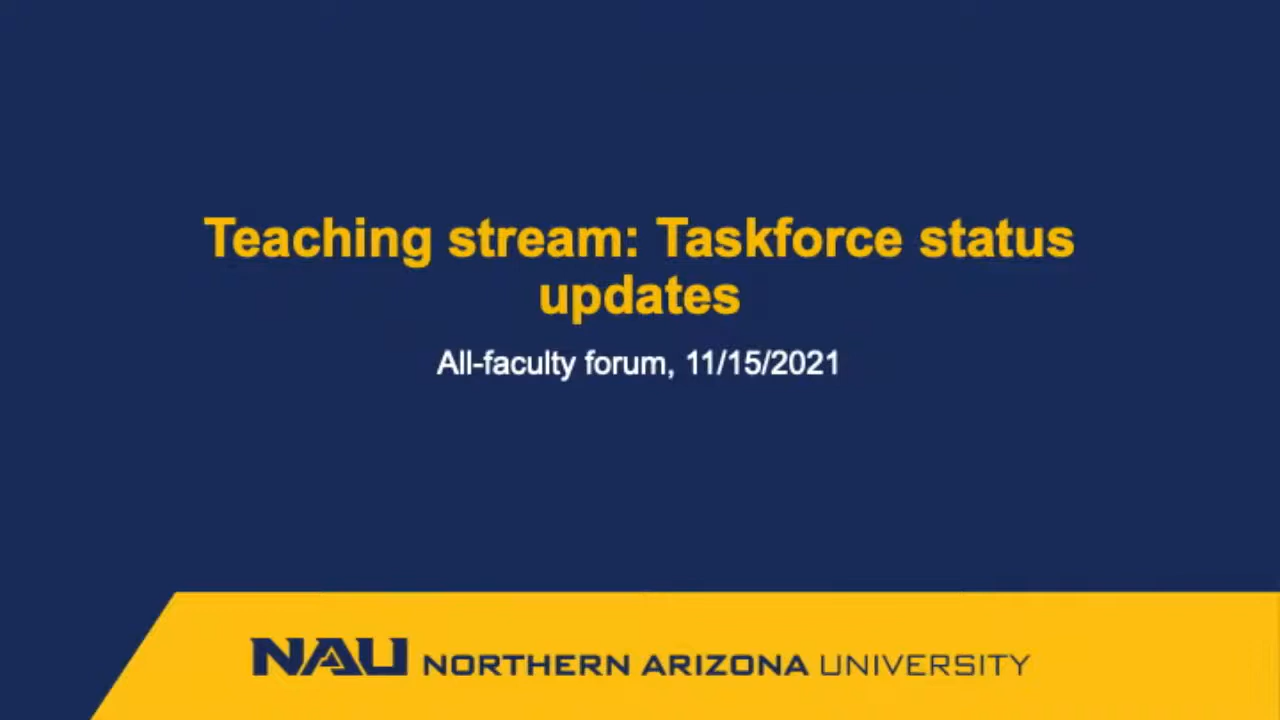 Teaching stream: Taskforce status
updates
All-faculty forum, 11/15/2021
NAU NORTHERN ARIZONA UNIVERSITY